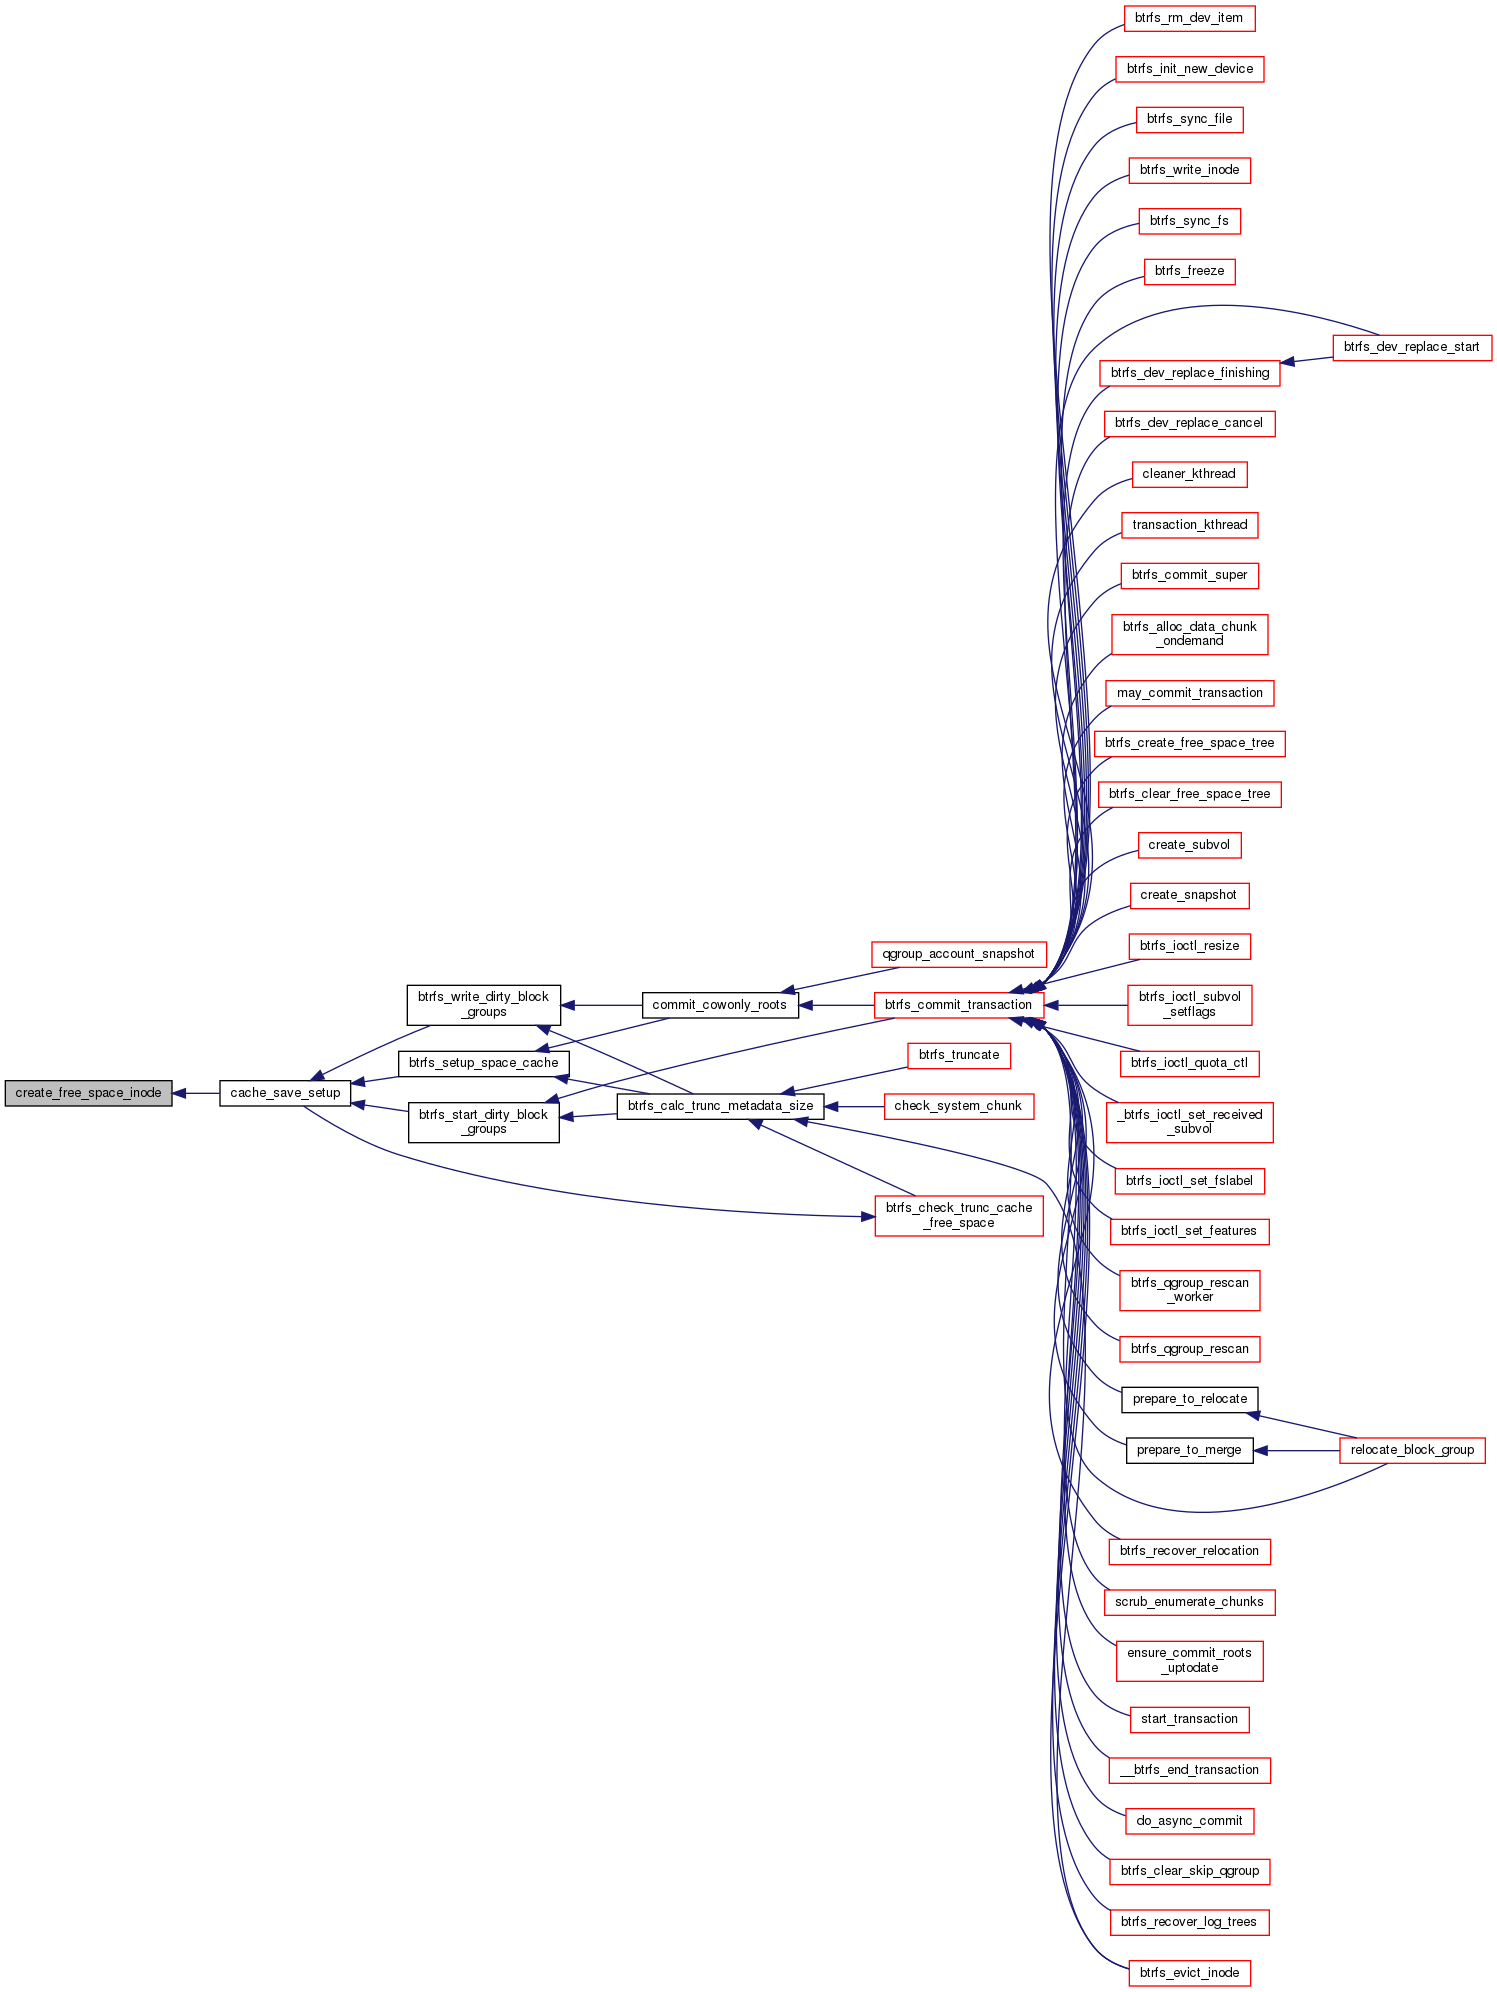 btrfs_rm_dev_item
btrfs_init_new_device
btrfs_sync_file
btrfs_write_inode
btrfs_sync_fs
btrfs_freeze
btrfs_dev_replace_start
btrfs_dev_replace_finishing
btrfs_dev_replace_cancel
cleaner_kthread
transaction_kthread
btrfs_commit_super
btrfs_alloc_data_chunk
_ondemand
may_commit_transaction
btrfs_create_free_space_tree
btrfs_clear_free_space_tree
create_subvol
create_snapshot
btrfs_ioctl_resize
qgroup_account_snapshot
btrfs_write_dirty_block
_groups
commit_cowonly_roots
btrfs_commit_transaction
btrfs_ioctl_subvol
_setflags
btrfs_setup_space_cache
btrfs_truncate
btrfs_ioctl_quota_ctl
create_free_space_inode
cache_save_setup
btrfs_start_dirty_block
_groups
btrfs_calc_trunc_metadata_size
check_system_chunk
_btrfs_ioctl_set_received
_subvol
btrfs_ioctl_set_fslabel
btrfs_check_trunc_cache
_free_space
btrfs_ioctl_set_features
btrfs_qgroup_rescan
_worker
btrfs_qgroup_rescan
prepare_to_relocate
prepare_to_merge
relocate_block_group
btrfs_recover_relocation
scrub_enumerate_chunks
ensure_commit_roots
_uptodate
start_transaction
__btrfs_end_transaction
do_async_commit
btrfs_clear_skip_qgroup
btrfs_recover_log_trees
btrfs_evict_inode